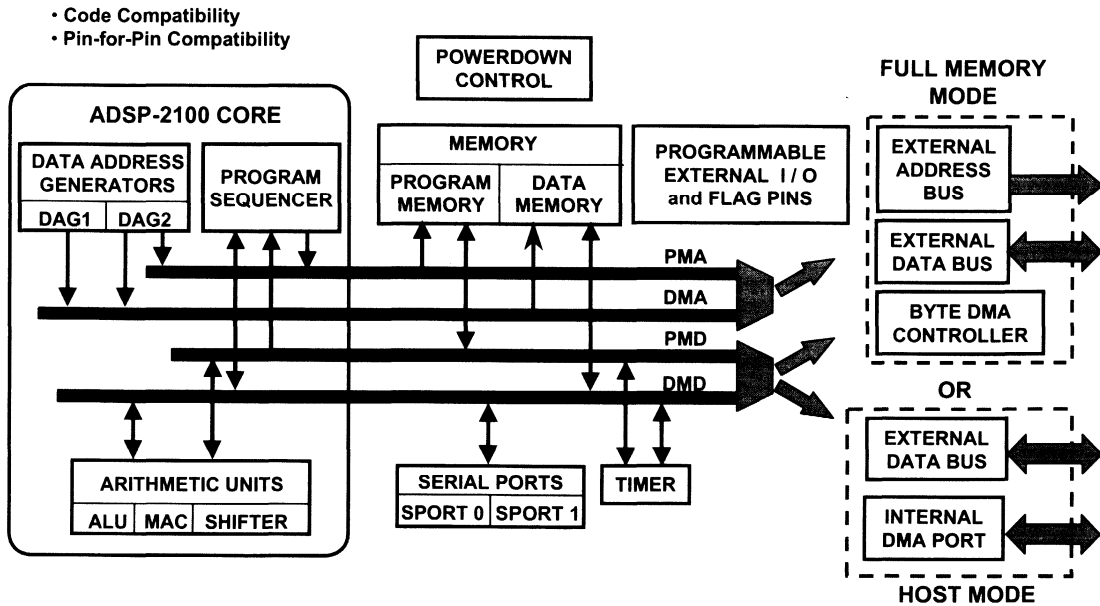 • Code Compatibility
• Pin-for-Pin Compatibility
POWERDOWN
CONTROL
FULL MEMORY
MODE
ADSP-2100 CORE
DATA ADDRESS
GENERATORS
DAG1
DAG2
PROGRAM
SEQUENCER
MEMORY
PROGRAM
MEMORY
DATA
MEMORY
PROGRAMMABLE
EXTERNAL I / O
and FLAG PINS
EXTERNAL
ADDRESS
BUS
EXTERNAL
DATA BUS
BYTE DMA
CONTROLLER
PMA
DMA
PMD
DMD
OR
ARITHMETIC UNITS
ALU
MAC
SHIFTER
SERIAL PORTS
SPORT 0
SPORT 1
TIMER
EXTERNAL
DATA BUS
INTERNAL
DMA PORT
HOST MODE